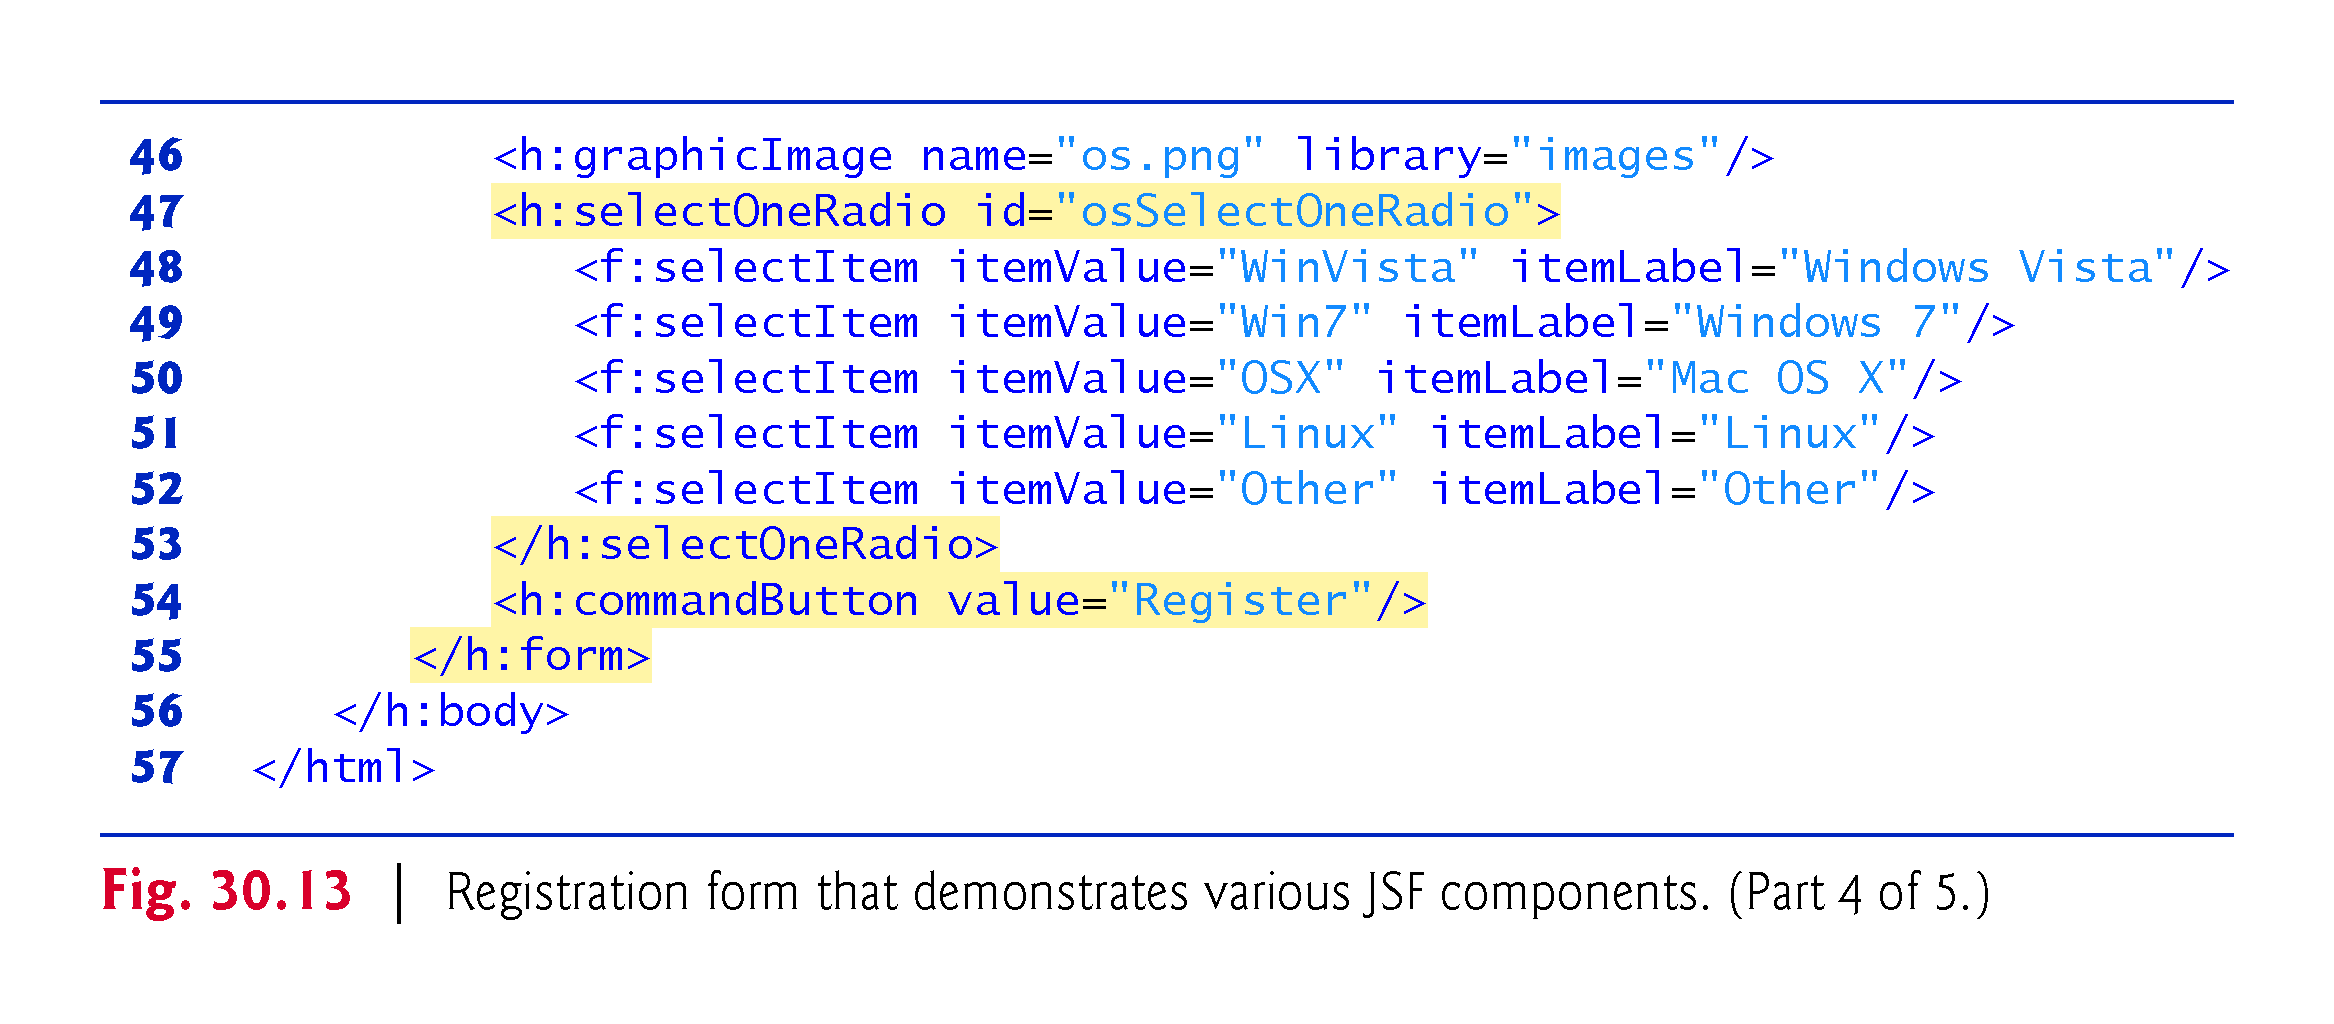 46 <h:graphicImage name="os.png" library="images"/>
47 <h:selectOneRadio id="osSelectOneRadio">
48 <f:selectItem itemValue="WinVista" itemLabel="Windows Vista"/>
49 <f:selectItem itemValue="Win7" itemLabel="Windows 7"/>
50 <f:selectItem itemValue="OSX" itemLabel="Mac OS X"/>
51 <f:selectItem itemValue="Linux" itemLabel="Linux"/>
52 <f:selectItem itemValue="Other" itemLabel="Other"/>
53 </h:selectOneRadio>
54 <h:commandButton value="Register"/>
55 </h:form>
56 </h:body>
57 </html>
Fig. 30.13 | Registration form that demonstrates various JSF components. (Part 4 of 5.)